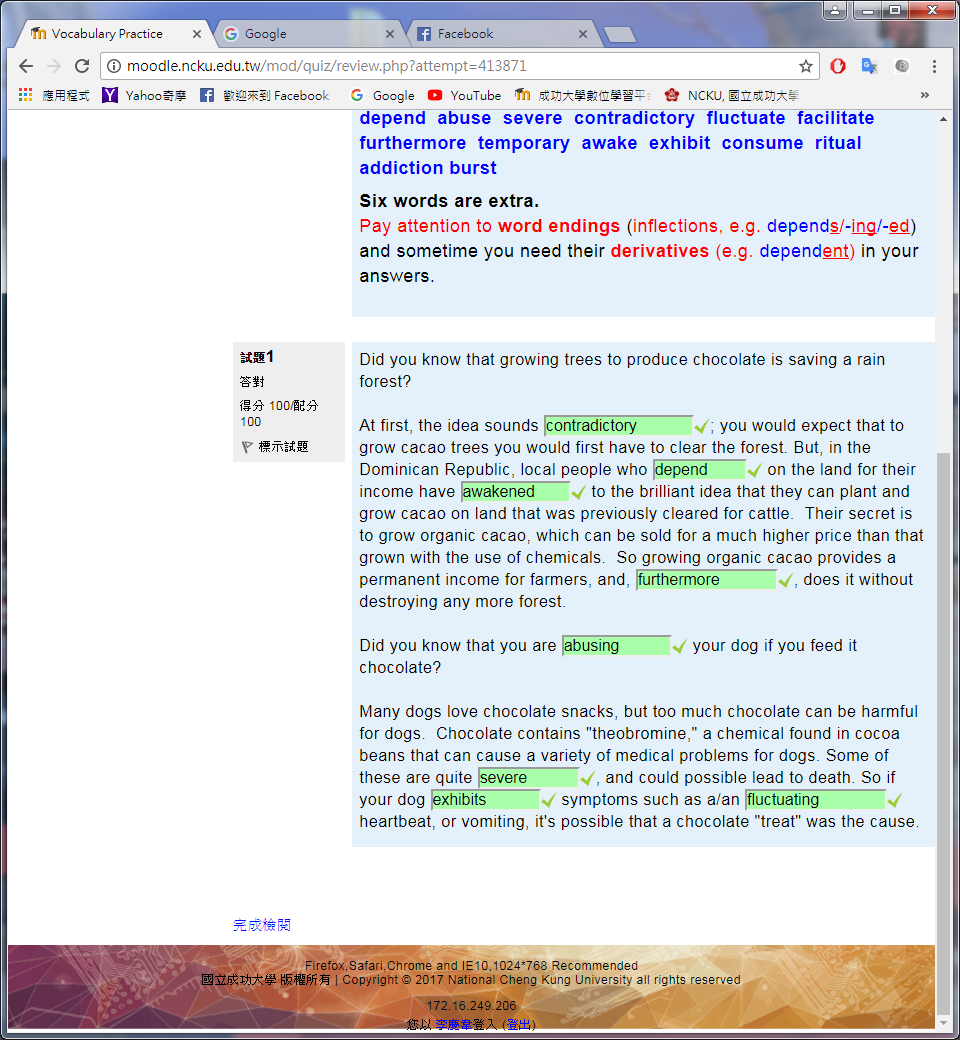 Vocabulary Practice
Google
Facebook
moodle.ncku.edu.tw/mod/quiz/review.php?attempt=413871
應用程式 Yahoo奇摩 歡迎來到 Facebook Google YouTube 成功大學數位學習平台 NCKU, 國立成功大學 »
depend abuse severe contradictory fluctuate facilitate
furthermore temporary awake exhibit consume ritual
addiction burst
Six words are extra.
Pay attention to word endings (inflections, e.g. depends/-ing/-ed)
and sometime you need their derivatives (e.g. dependent) in your
answers.
試題1
答對
得分 100/配分
100
標示試題
Did you know that growing trees to produce chocolate is saving a rain
forest?
At first, the idea sounds contradictory ; you would expect that to
grow cacao trees you would first have to clear the forest. But, in the
Dominican Republic, local people who depend on the land for their
income have awakened to the brilliant idea that they can plant and
grow cacao on land that was previously cleared for cattle. Their secret is
to grow organic cacao, which can be sold for a much higher price than that
grown with the use of chemicals. So growing organic cacao provides a
permanent income for farmers, and, furthermore , does it without
destroying any more forest.
Did you know that you are abusing your dog if you feed it
chocolate?
Many dogs love chocolate snacks, but too much chocolate can be harmful
for dogs. Chocolate contains "theobromine," a chemical found in cocoa
beans that can cause a variety of medical problems for dogs. Some of
these are quite severe , and could possible lead to death. So if
your dog exhibits symptoms such as a/an fluctuating
heartbeat, or vomiting, it's possible that a chocolate "treat" was the cause.
完成檢閱
Firefox,Safari,Chrome and IE10,1024*768 Recommended
國立成功大學 版權所有 | Copyright © 2017 National Cheng Kung University all rights reserved
172.16.249.206
您以 李慶韋登入 (登出)